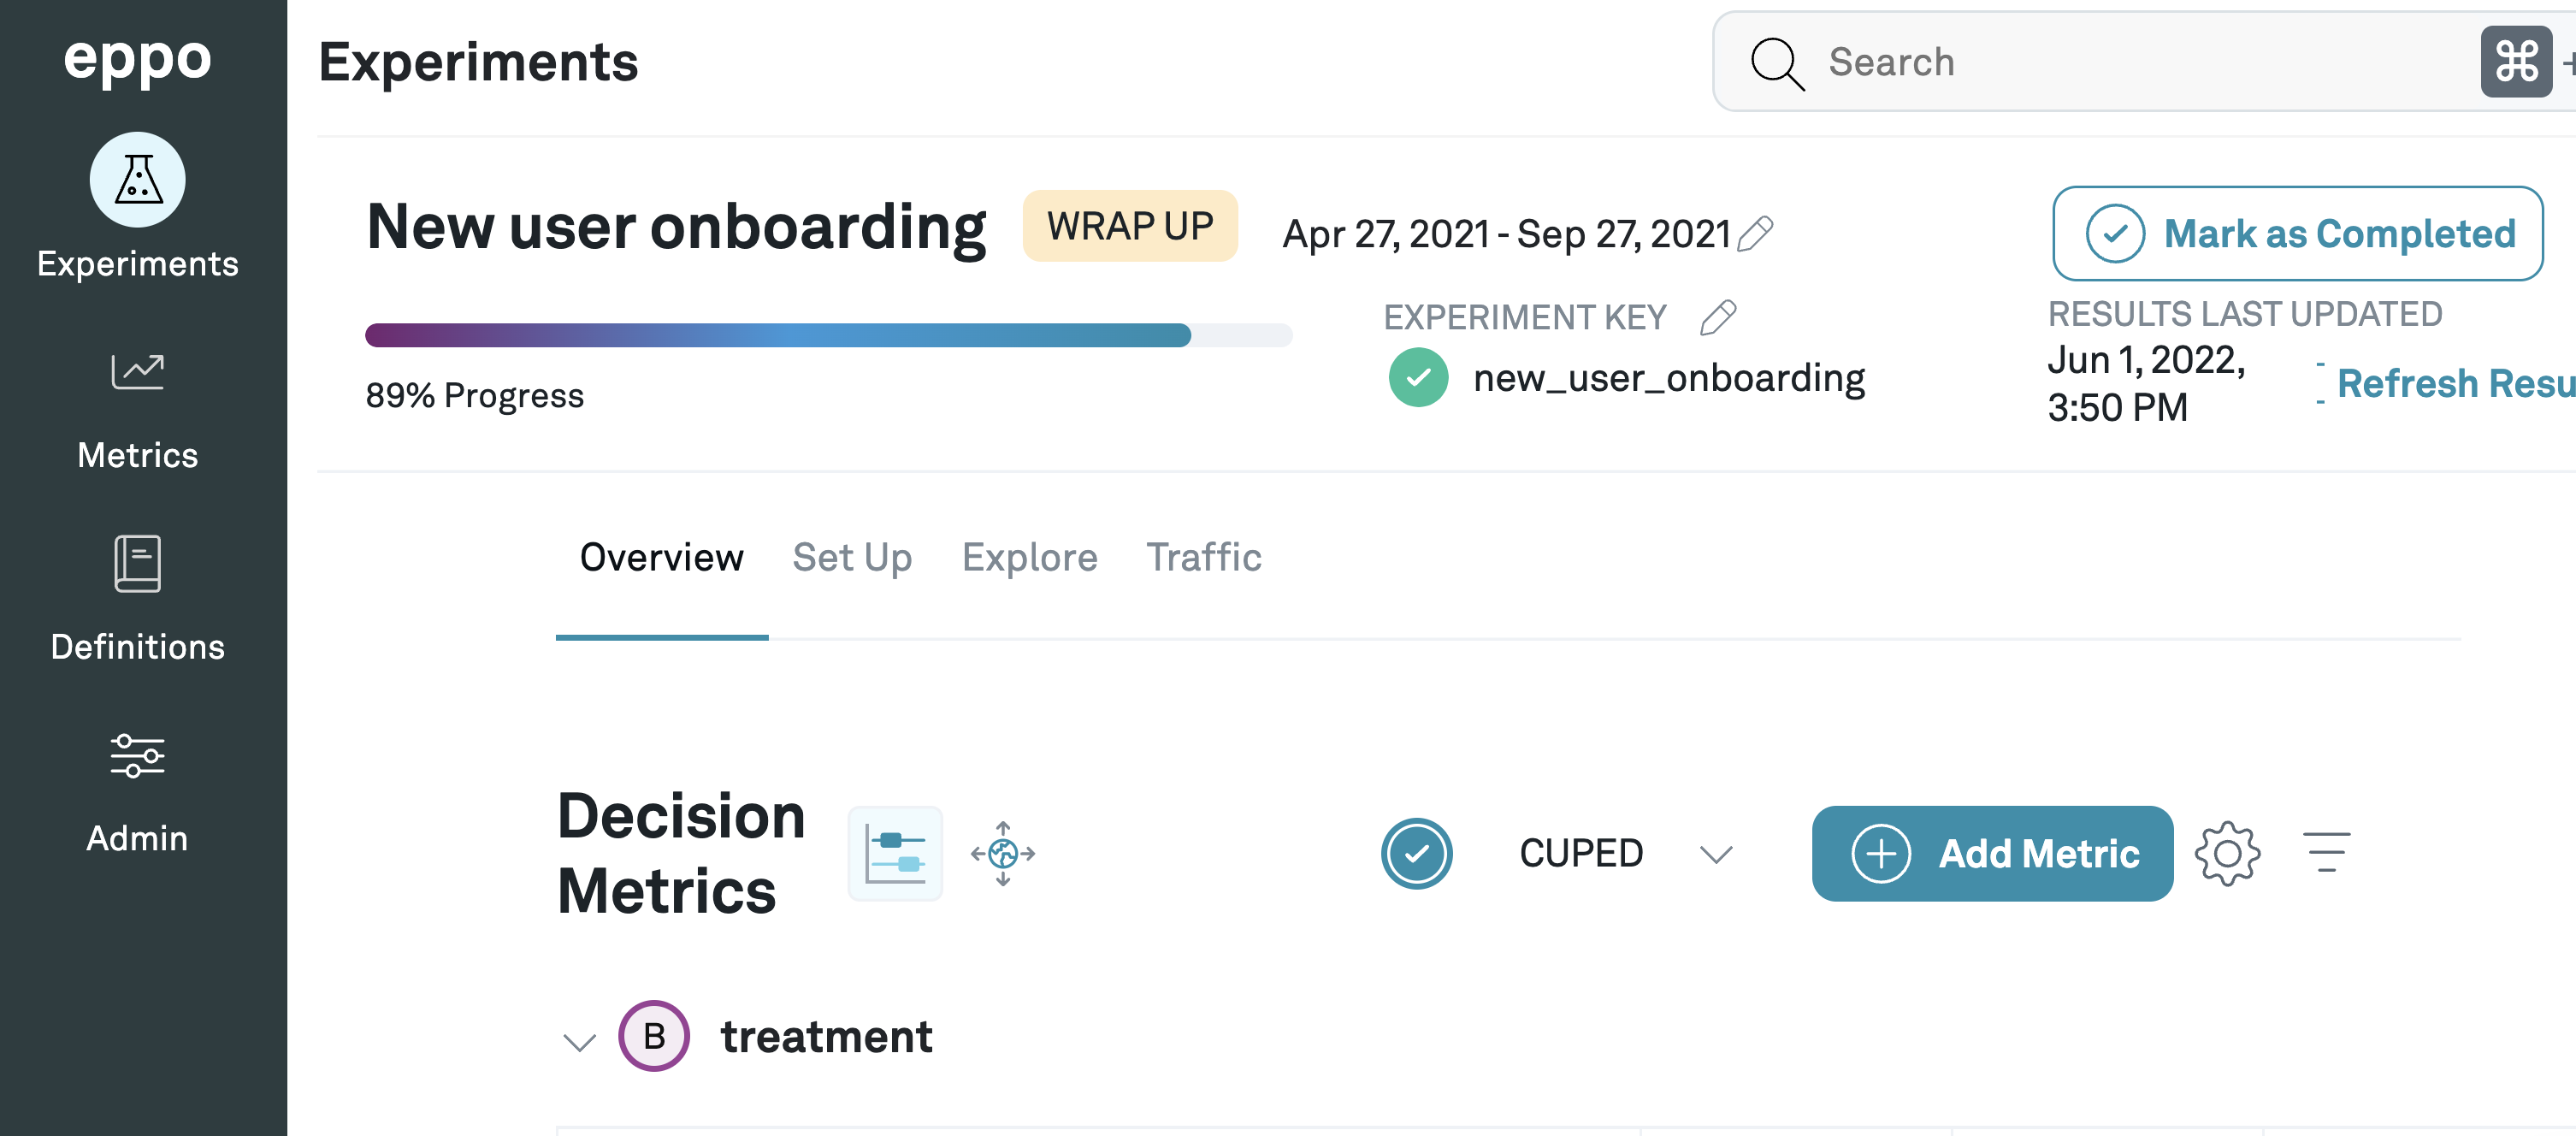 eppo
Experiments
Metrics
Definitions
Admin
Experiments
Search
⌘ +
New user onboarding
WRAP UP
Apr 27, 2021 - Sep 27, 2021
Mark as Completed
89% Progress
EXPERIMENT KEY
new_user_onboarding
RESULTS LAST UPDATED
Jun 1, 2022,
3:50 PM
Refresh Resu
Overview
Set Up
Explore
Traffic
Decision
Metrics
CUPED
Add Metric
B
treatment